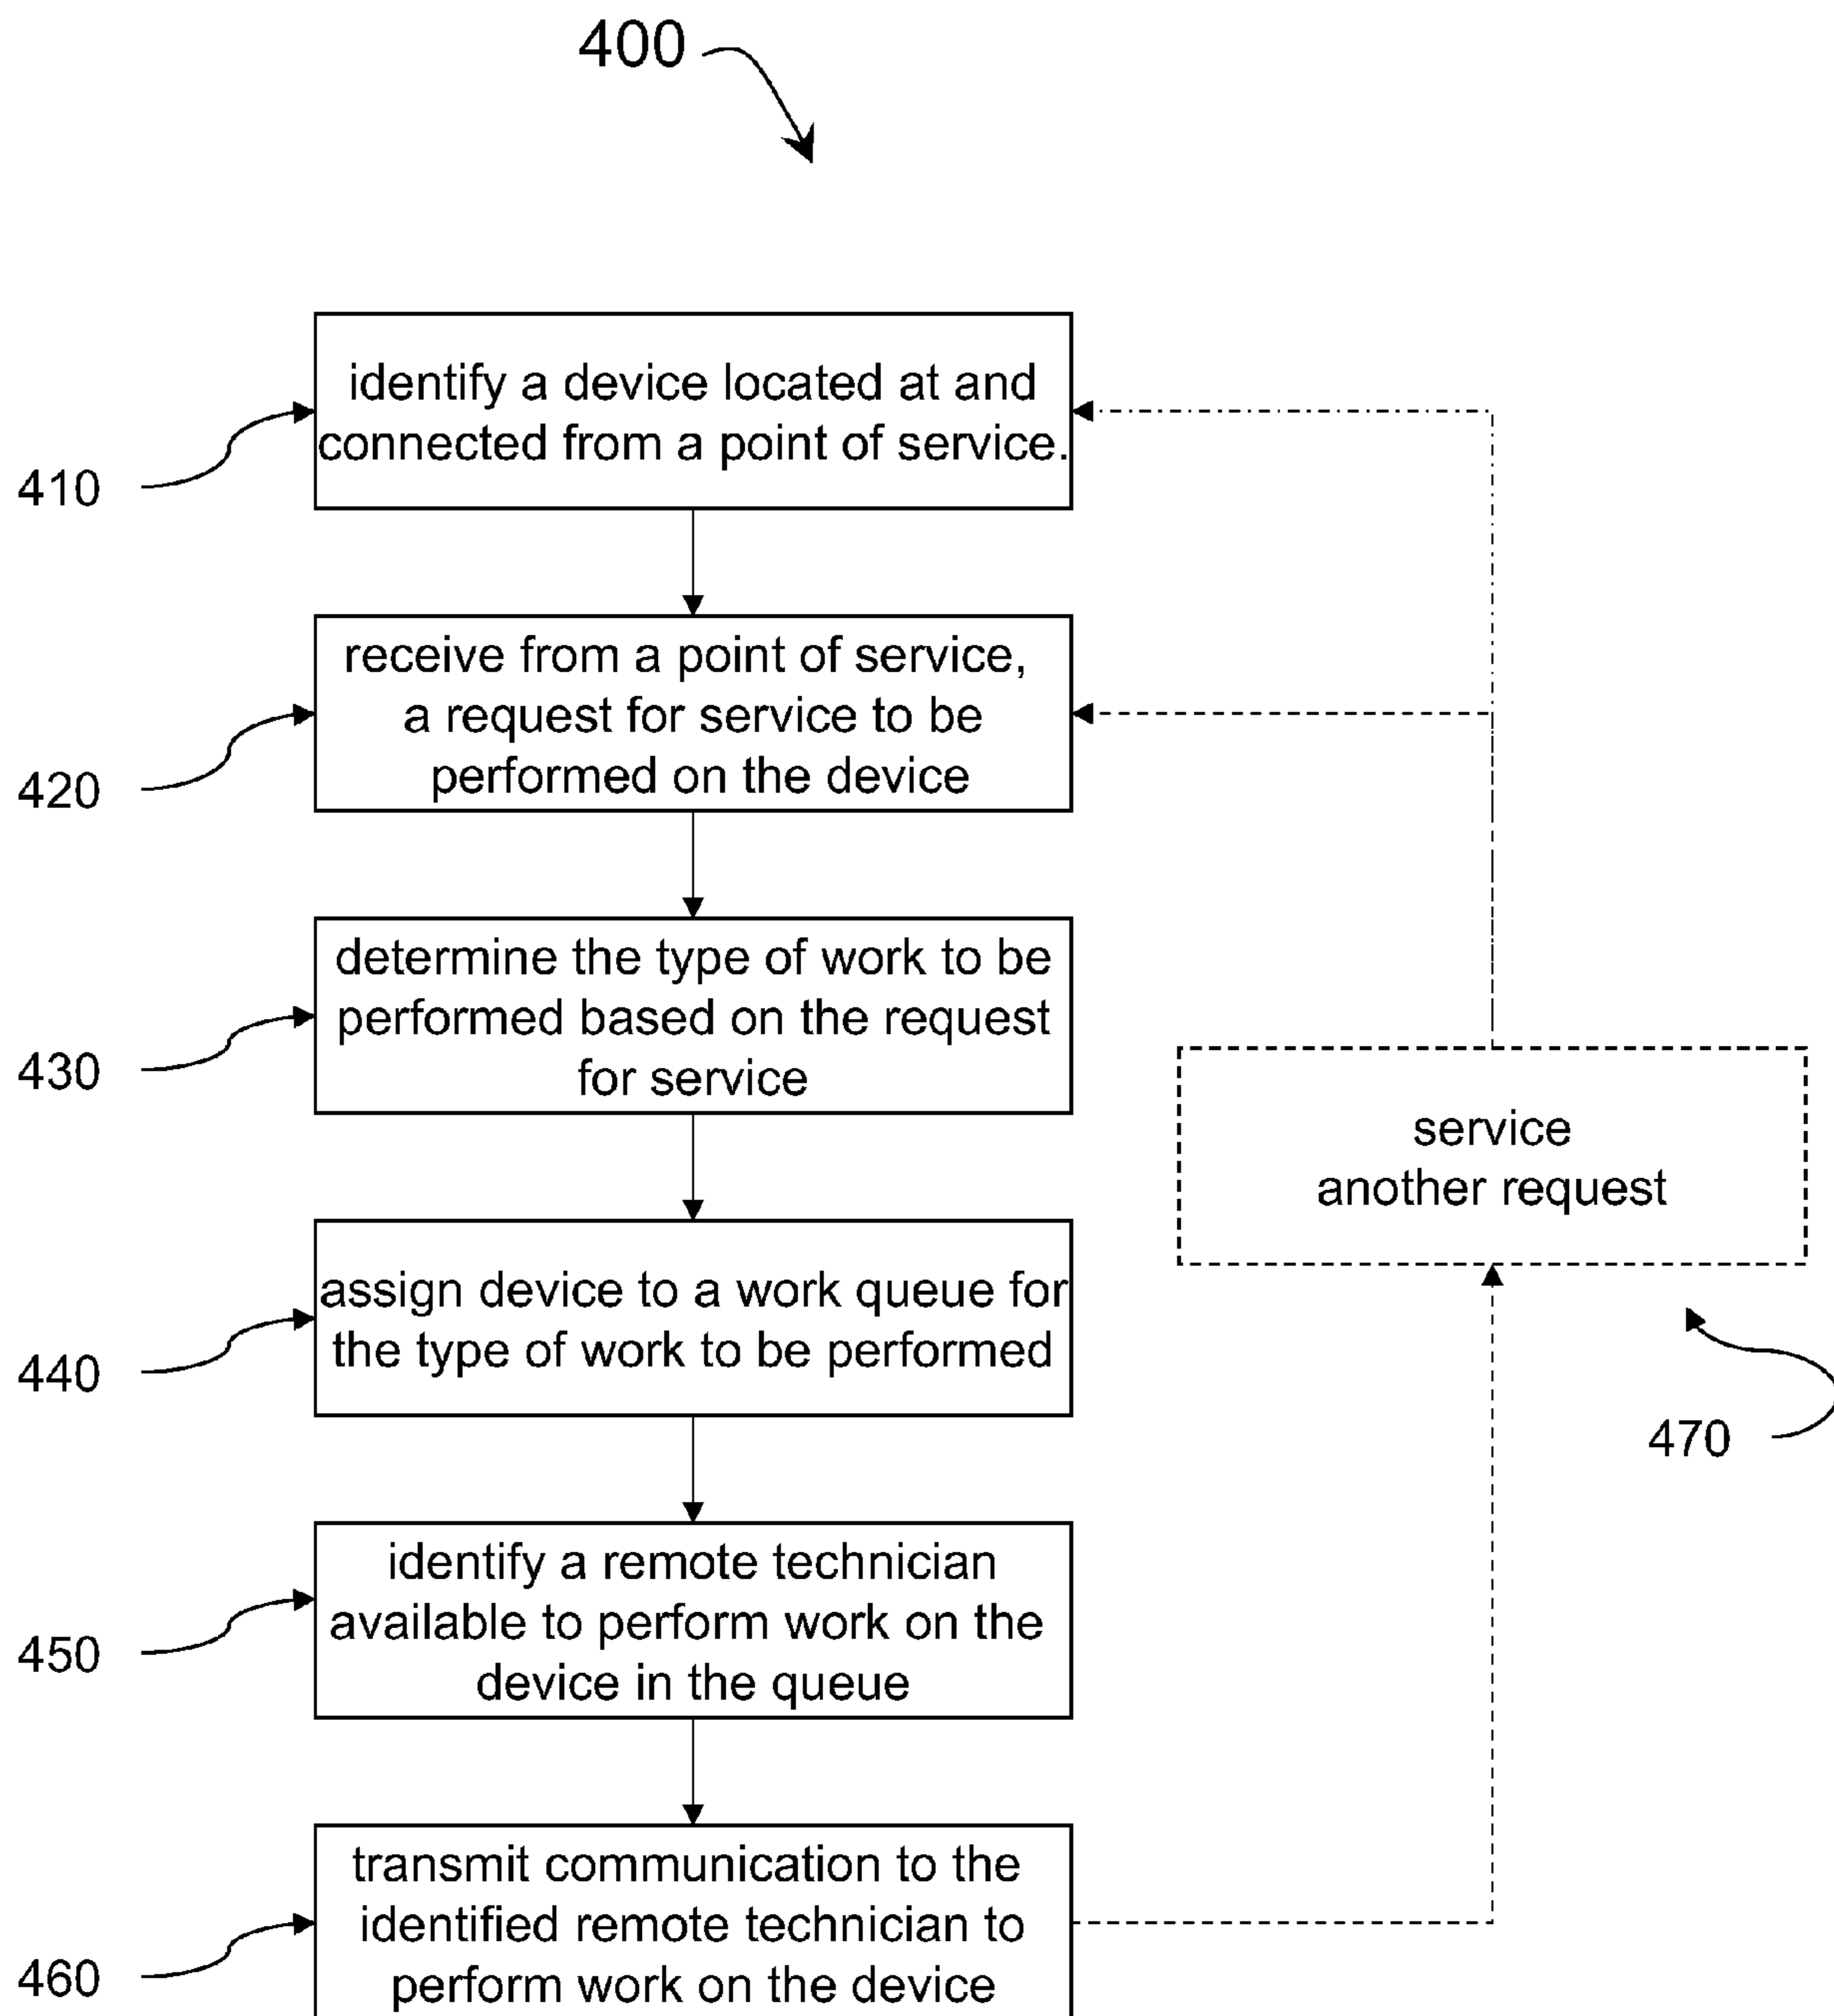 400
identify a device located at and
connected from a point of service.
410
receive from a point of service,
a request for service to be
performed on the device
420
determine the type of work to be
performed based on the request
for service
430
service
another request
assign device to a work queue for
the type of work to be performed
440
470
identify a remote technician
available to perform work on the
device in the queue
450
transmit communication to the
identified remote technician to
perform work on the device
460